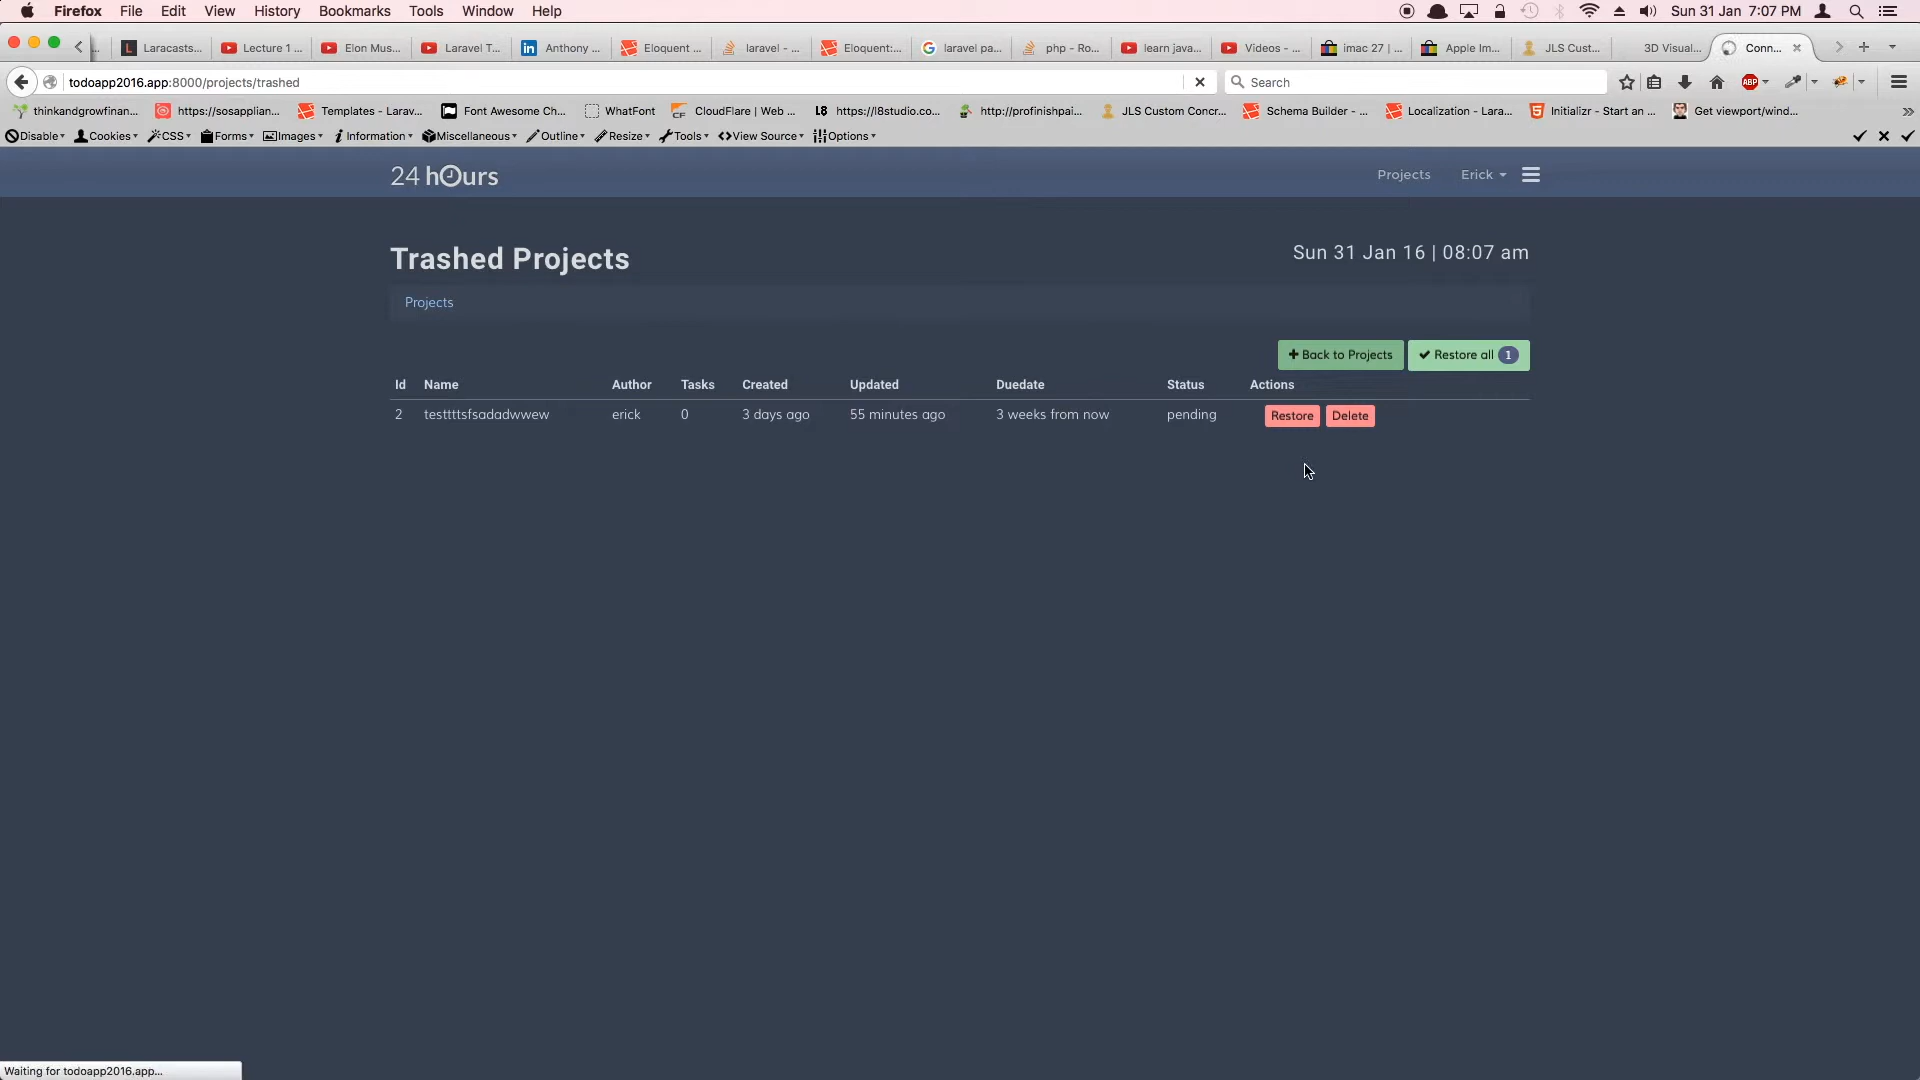 Firefox File Edit View History Bookmarks Tools Window Help Sun 31 Jan 7:07 PM
Laracasts... Lecture 1 ... Elon Mus... Laravel T... Anthony ... Eloquent ... laravel - ... Eloquent:... laravel pa... php - Ro... learn java... Videos - ... imac 27 | ... Apple Im... JLS Cust... 3D Visual... Conn...
todoapp2016.app:8000/projects/trashed Search
thinkandgrowfinan... https://sosapplian... Templates - Larav... Font Awesome Ch... WhatFont CloudFlare | Web ... https://l8studio.co... http://profinishpai... JLS Custom Concr... Schema Builder - ... Localization - Lara... Initializr - Start an ... Get viewport/wind...
Disable Cookies CSS Forms Images Information Miscellaneous Outline Resize Tools View Source Options
24 hours Projects Erick
Trashed Projects Sun 31 Jan 16 | 08:07 am
Projects
Back to Projects Restore all 1
Id Name Author Tasks Created Updated Duedate Status Actions
2 testtttsfsadadwwew erick 0 3 days ago 55 minutes ago 3 weeks from now pending Restore Delete
Waiting for todoapp2016.app...